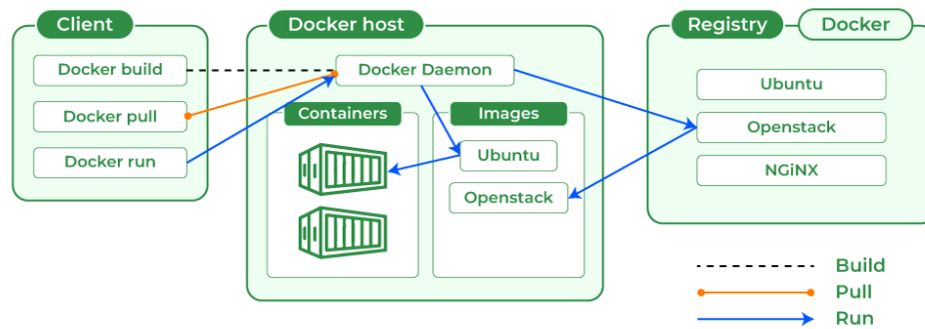 Client
Docker build
Docker pull
Docker run
Docker host
Docker Daemon
Containers
Images
Ubuntu
Openstack
Registry
Docker
Ubuntu
Openstack
NGiNX
Build
Pull
Run